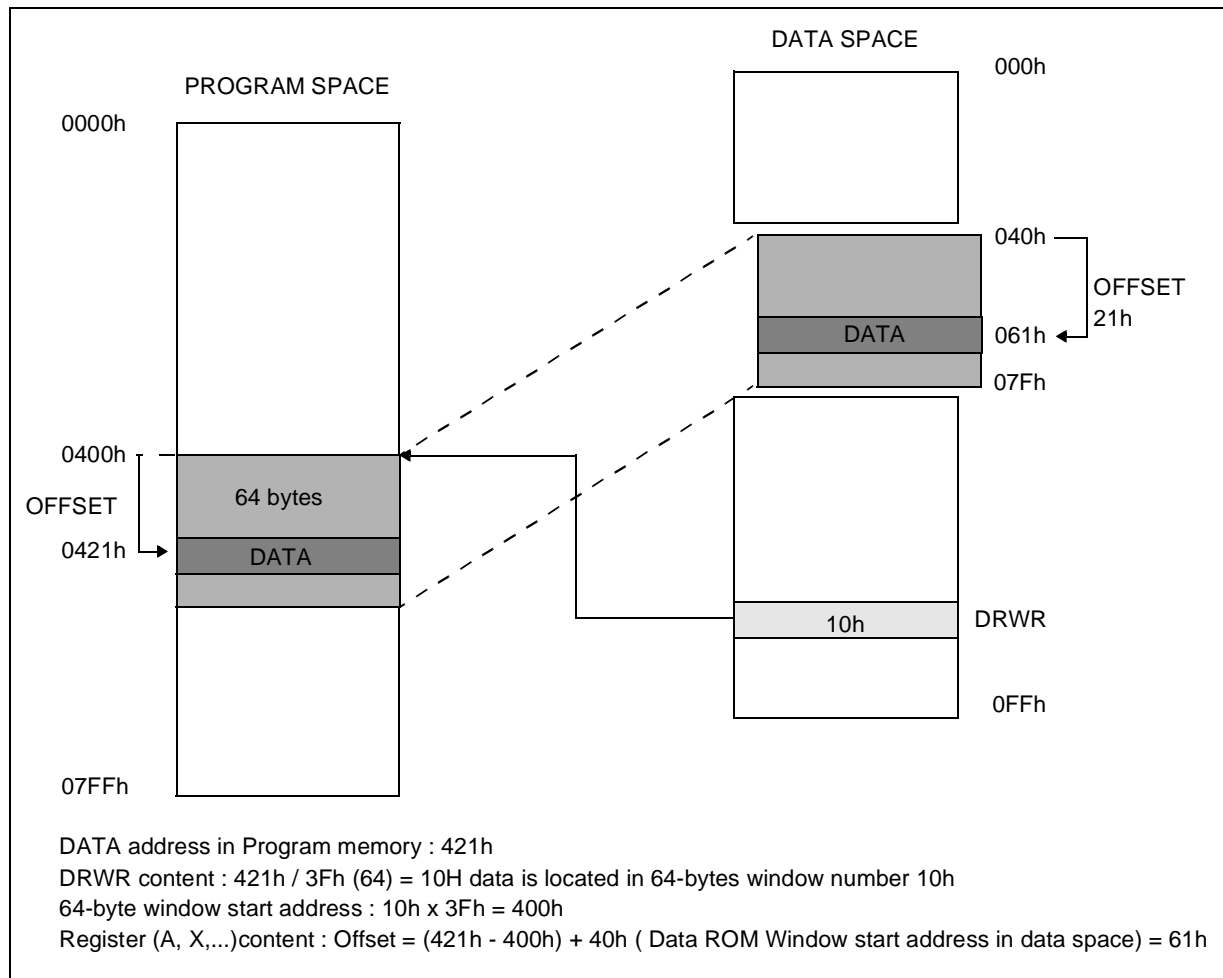 DATA SPACE
000h
PROGRAM SPACE
0000h
040h
OFFSET
21h
DATA
061h
07Fh
0400h
64 bytes
OFFSET
0421h
DATA
10h
DRWR
0FFh
07FFh
DATA address in Program memory : 421h
DRWR content : 421h / 3Fh (64) = 10H data is located in 64-bytes window number 10h
64-byte window start address : 10h x 3Fh = 400h
Register (A, X,...)content : Offset = (421h - 400h) + 40h ( Data ROM Window start address in data space) = 61h